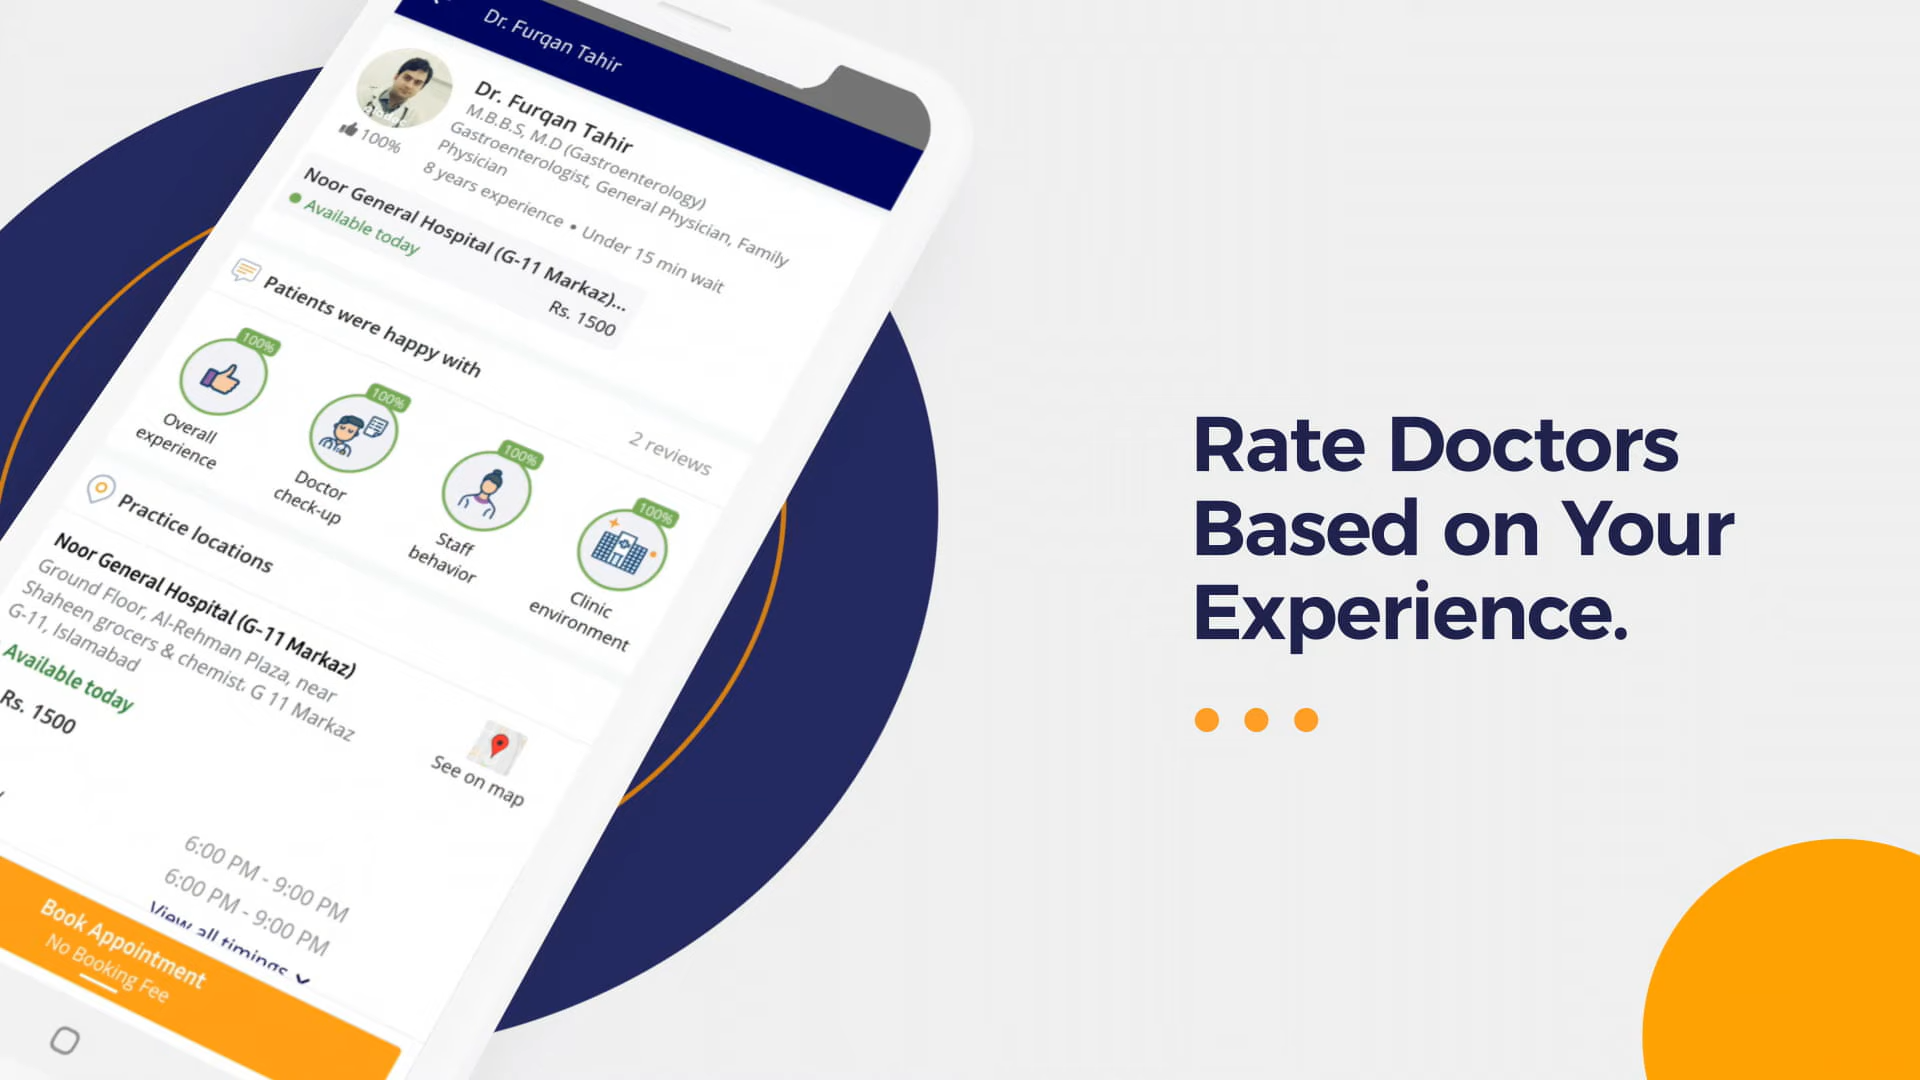 Dr. Furqan Tahir
Dr. Furqan Tahir
M.B.B.S, M.D (Gastroenterology)
Gastroenterologist, General Physician, Family
Physician
8 years experience • Under 15 min wait
100%
Noor General Hospital (G-11 Markaz)...
Available today
Rs. 1500
Patients were happy with
2 reviews
100%
Overall
experience
100%
Doctor
check-up
100%
Staff
behavior
100%
Clinic
environment
Practice locations
Noor General Hospital (G-11 Markaz)
Ground Floor, Al-Rehman Plaza, near
Shaheen grocers & chemist, G 11 Markaz
G-11, Islamabad
Available today
Rs. 1500
See on map
6:00 PM - 9:00 PM
6:00 PM - 9:00 PM
View all timings
Book Appointment
No Booking Fee
Rate Doctors
Based on Your
Experience.